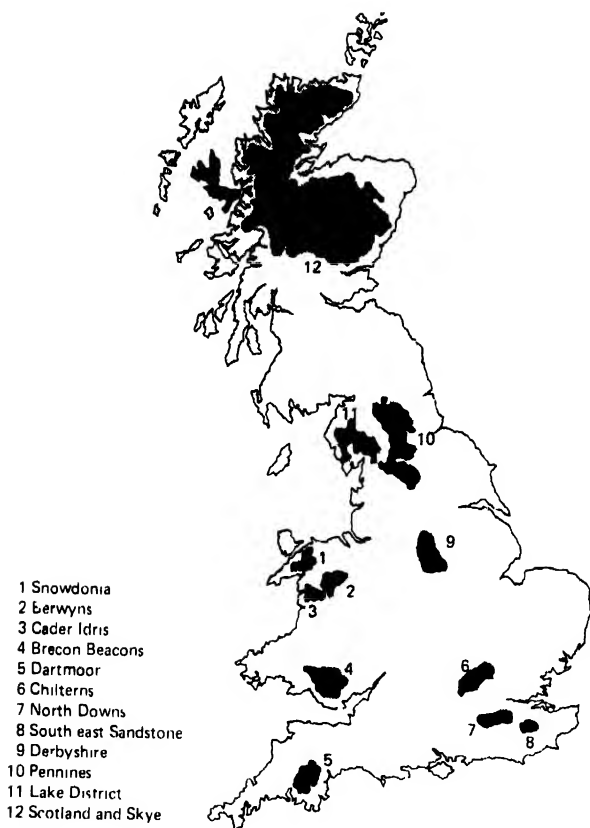 12
11
10
9
1
2
3
4
6
7
8
5
1 Snowdonia
2 Berwyns
3 Cader Idris
4 Brecon Beacons
5 Dartmoor
6 Chilterns
7 North Downs
8 South east Sandstone
9 Derbyshire
10 Pennines
11 Lake District
12 Scotland and Skye